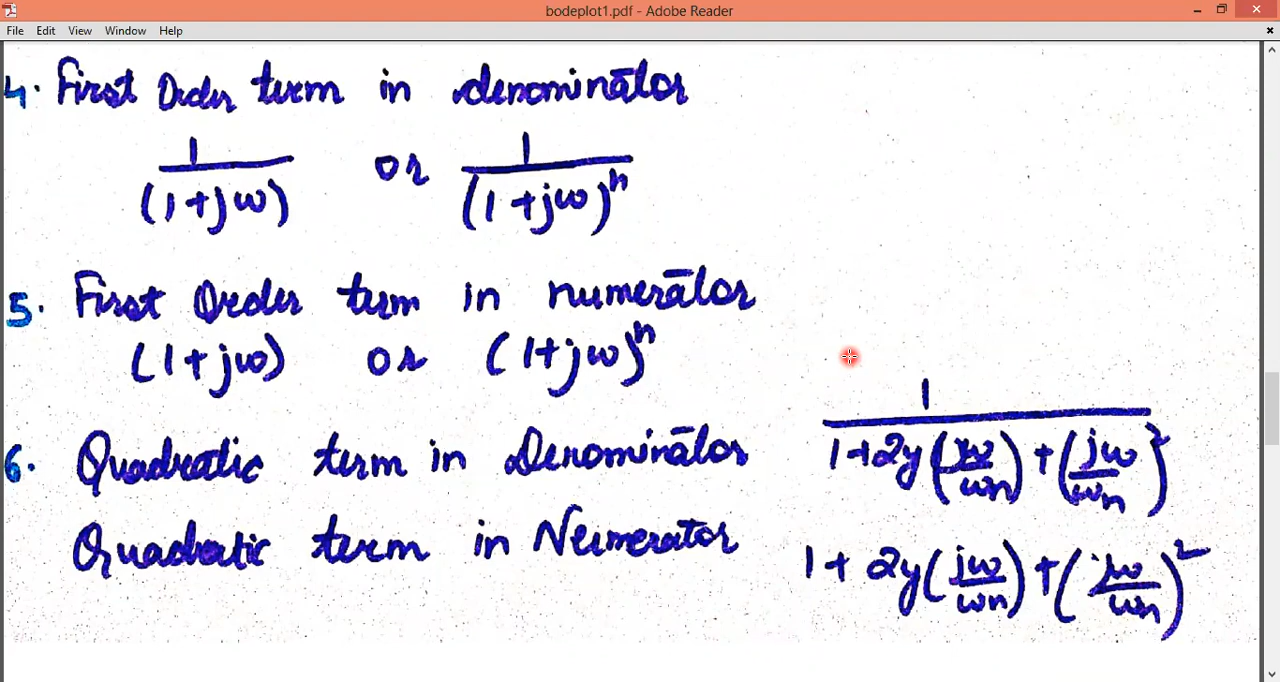 bodeplot1.pdf - Adobe Reader
File Edit View Window Help
4. First Order term in denominator
1/(1+jω) or 1/(1+jω)^n
5. First Order term in numerator
(1+jω) or (1+jω)^n
6. Quadratic term in Denominator 1/(1+2y(jω/ωn)+(jω/ωn)^2)
Quadratic term in Numerator 1+2y(jω/ωn)+(jω/ωn)^2